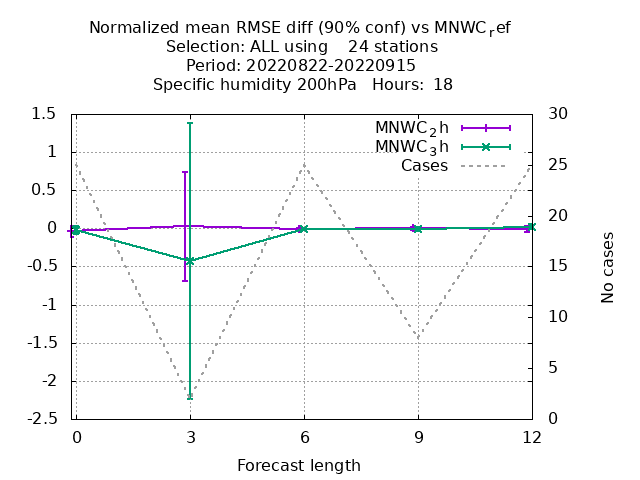 Normalized mean RMSE diff (90% conf) vs MNWC_ref
Selection: ALL using    24 stations
Period: 20220822-20220915
Specific humidity 200hPa   Hours:  18
MNWC_2h
MNWC_3h
Cases
1.5
1
0.5
0
-0.5
-1
-1.5
-2
-2.5
30
25
20
15
10
5
0
No cases
0 3 6 9 12
Forecast length